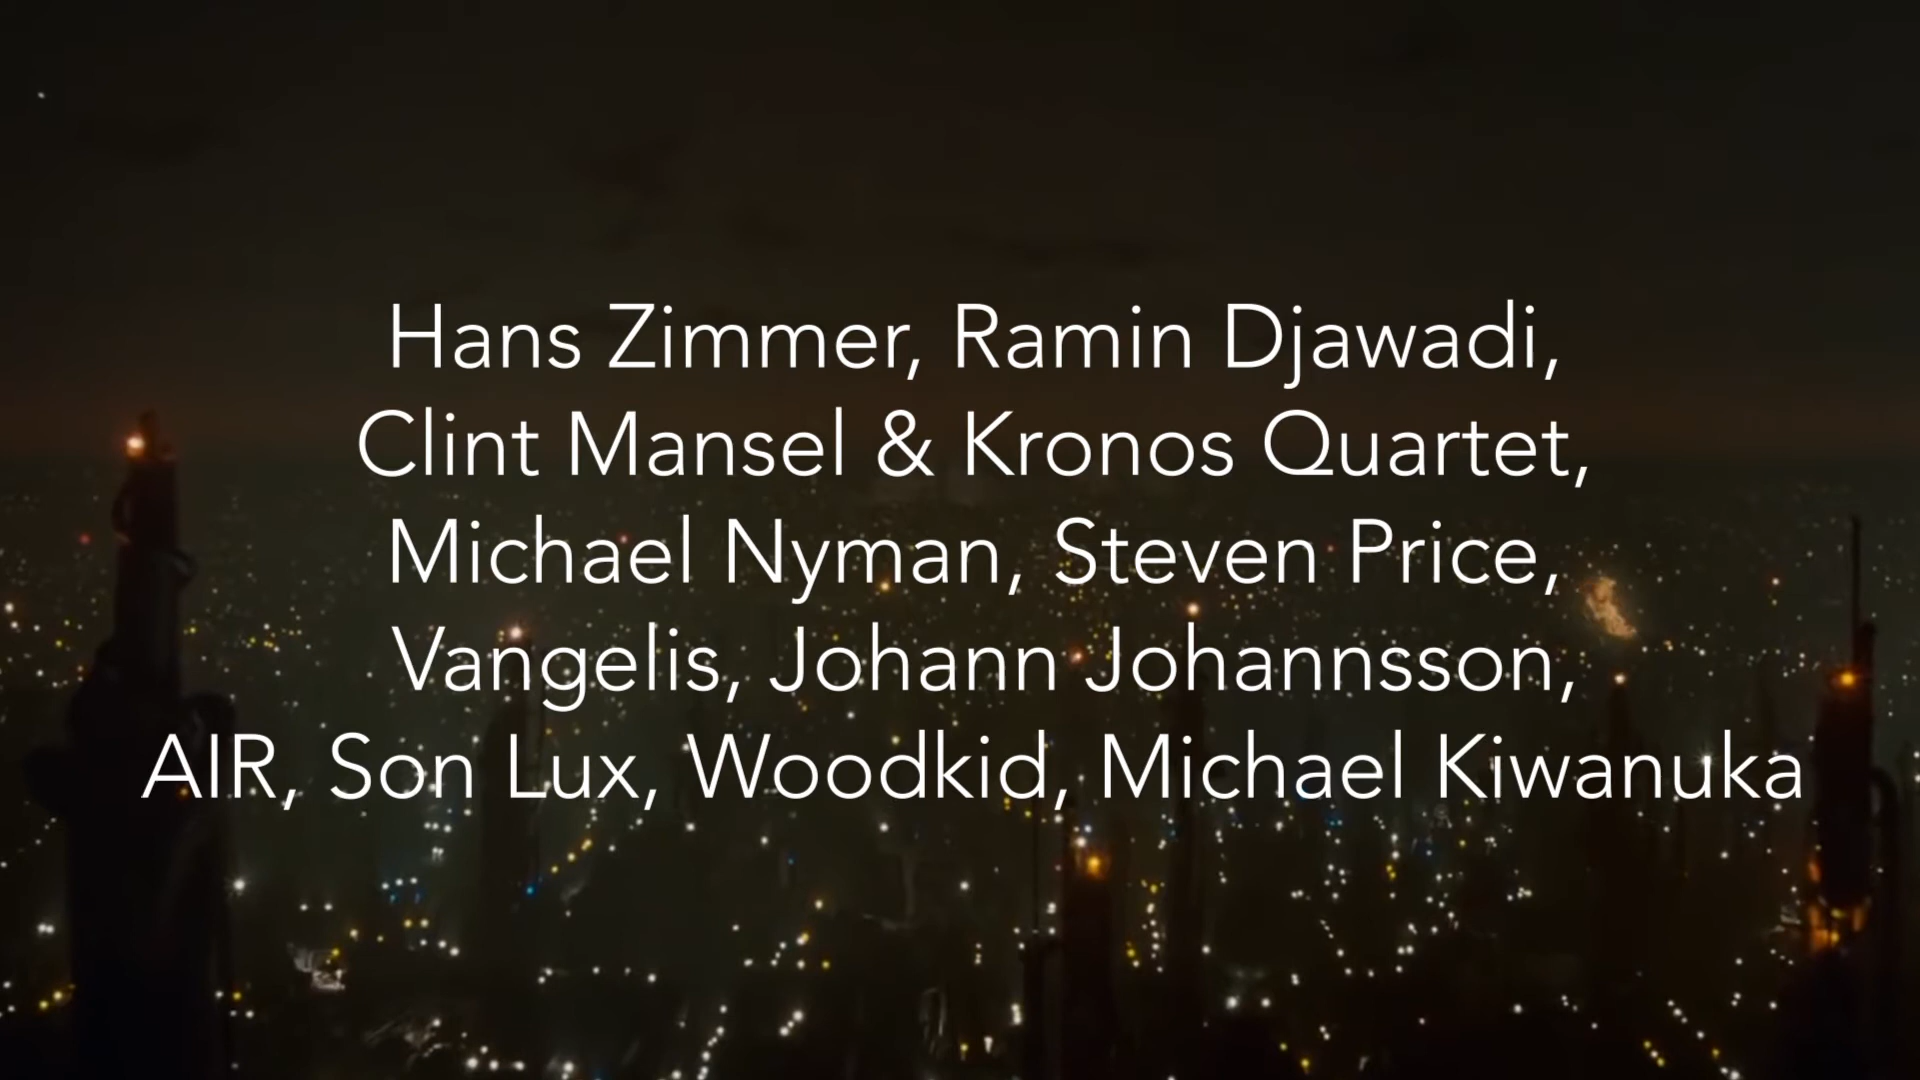 Hans Zimmer, Ramin Djawadi,
Clint Mansel & Kronos Quartet,
Michael Nyman, Steven Price,
Vangelis, Johann Johannsson,
AIR, Son Lux, Woodkid, Michael Kiwanuka